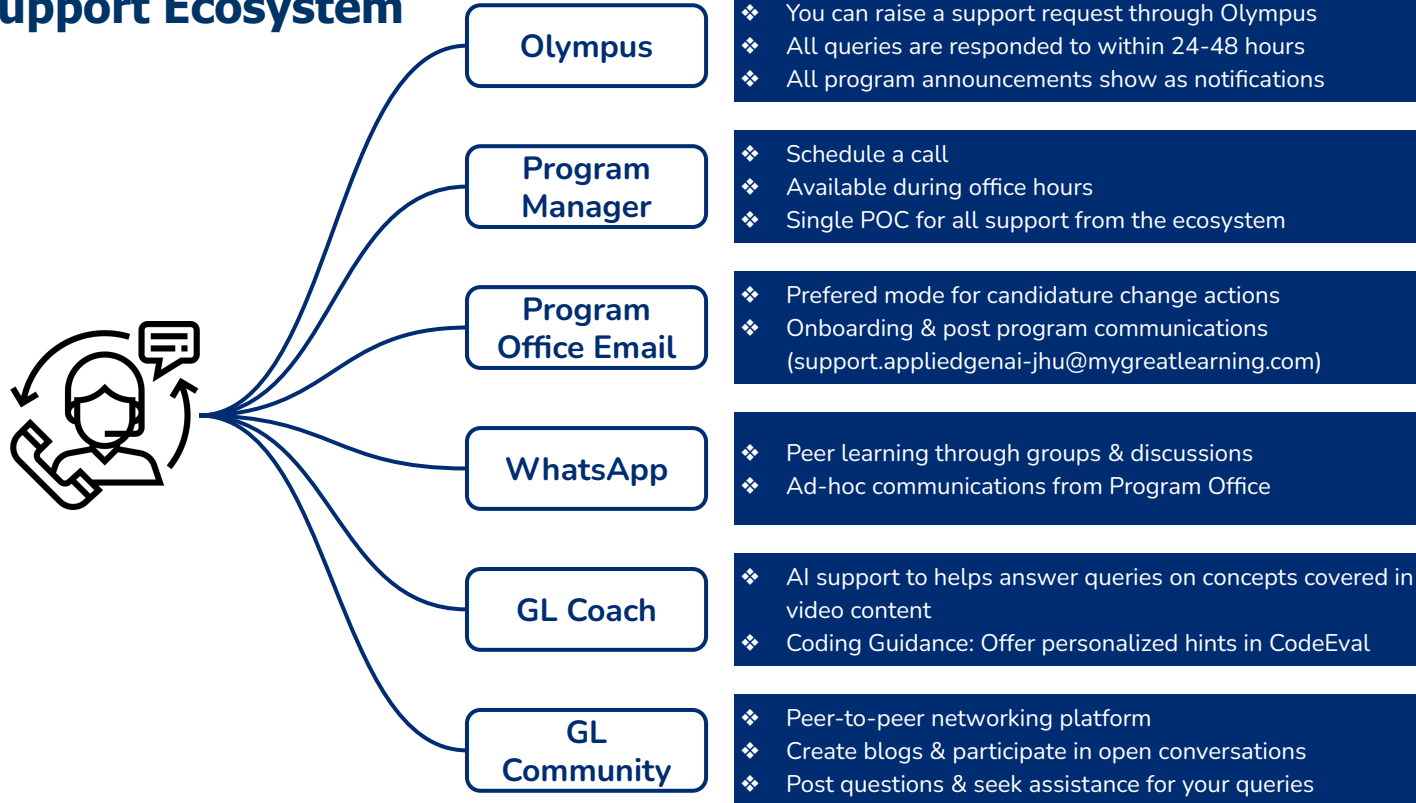 upport Ecosystem
Olympus
❖ You can raise a support request through Olympus
❖ All queries are responded to within 24-48 hours
❖ All program announcements show as notifications
Program
Manager
❖ Schedule a call
❖ Available during office hours
❖ Single POC for all support from the ecosystem
Program
Office Email
❖ Prefered mode for candidature change actions
❖ Onboarding & post program communications
(support.appliedgenai-jhu@mygreatlearning.com)
WhatsApp
❖ Peer learning through groups & discussions
❖ Ad-hoc communications from Program Office
GL Coach
❖ AI support to helps answer queries on concepts covered in
video content
❖ Coding Guidance: Offer personalized hints in CodeEval
GL
Community
❖ Peer-to-peer networking platform
❖ Create blogs & participate in open conversations
❖ Post questions & seek assistance for your queries